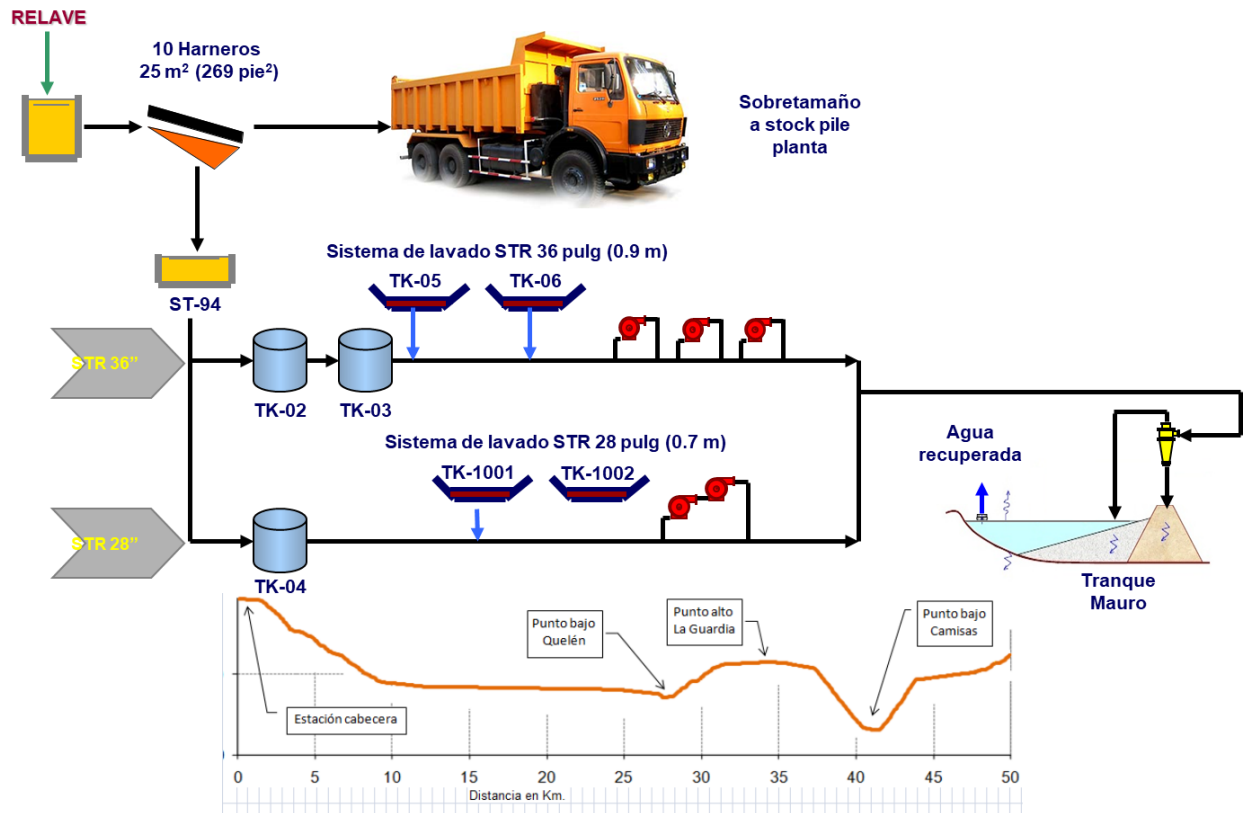 RELAVE
10 Harneros
25 m² (269 pie²)
Sobretamaño
a stock pile
planta
ST-94
Sistema de lavado STR 36 pulg (0.9 m)
TK-05
TK-06
STR 36”
TK-02
TK-03
Sistema de lavado STR 28 pulg (0.7 m)
TK-1001
TK-1002
STR 28”
TK-04
Agua
recuperada
Tranque
Mauro
Estación cabecera
Punto bajo
Quelén
Punto alto
La Guardia
Punto bajo
Camisas
0 5 10 15 20 25 30 35 40 45 50
Distancia en Km.